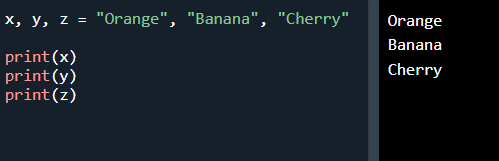 x, y, z = "Orange", "Banana", "Cherry"
print(x)
print(y)
print(z)
Orange
Banana
Cherry